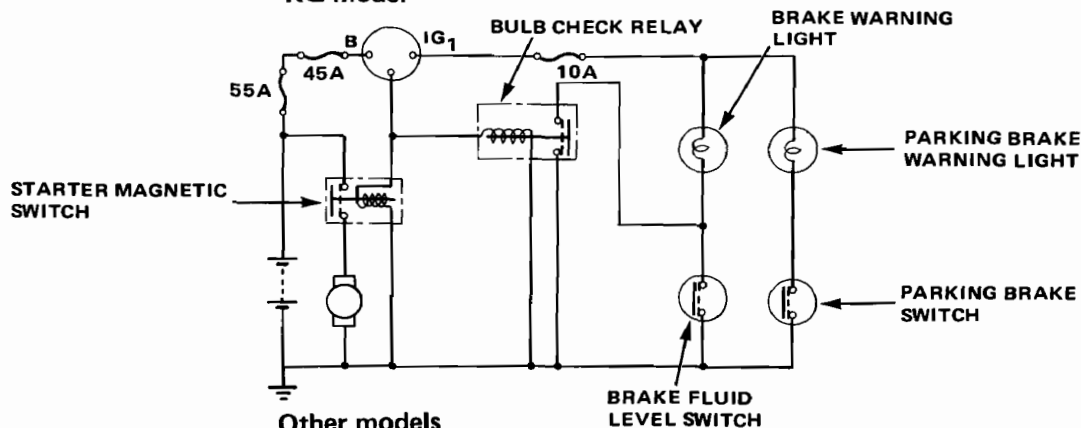 BULB CHECK RELAY
BRAKE WARNING
LIGHT
B
IG1
45A
10A
55A
PARKING BRAKE
WARNING LIGHT
STARTER MAGNETIC
SWITCH
PARKING BRAKE
SWITCH
BRAKE FLUID
LEVEL SWITCH
Other models